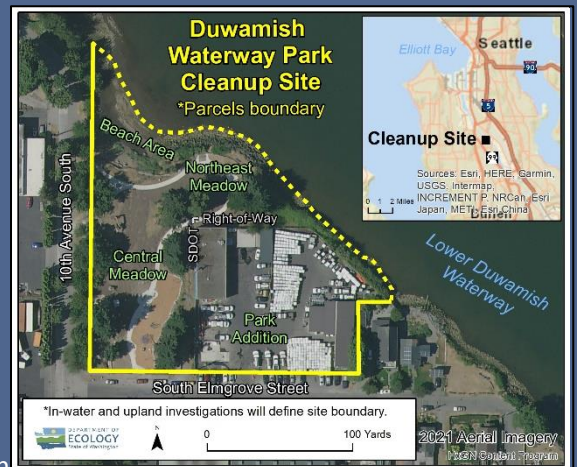 Duwamish
Waterway Park
Cleanup Site
*Parcels boundary
Beach Area
Northeast
Meadow
Right-of-Way
SDOT
Central
Meadow
Park
Addition
10th Avenue South
South Elmgrove Street
Lower Duwamish
Waterway
Elliott Bay
Seattle
90
5
Cleanup Site
Sources: Esri, HERE, Garmin,
USGS, Intermap,
INCREMENT P, NRCan, Esri
Japan, METI, Esri China
0 1 2 Miles
*In-water and upland investigations will define site boundary.
DEPARTMENT OF
ECOLOGY
State of Washington
N
0 100 Yards
2021 Aerial Imagery
HxGN Content Program